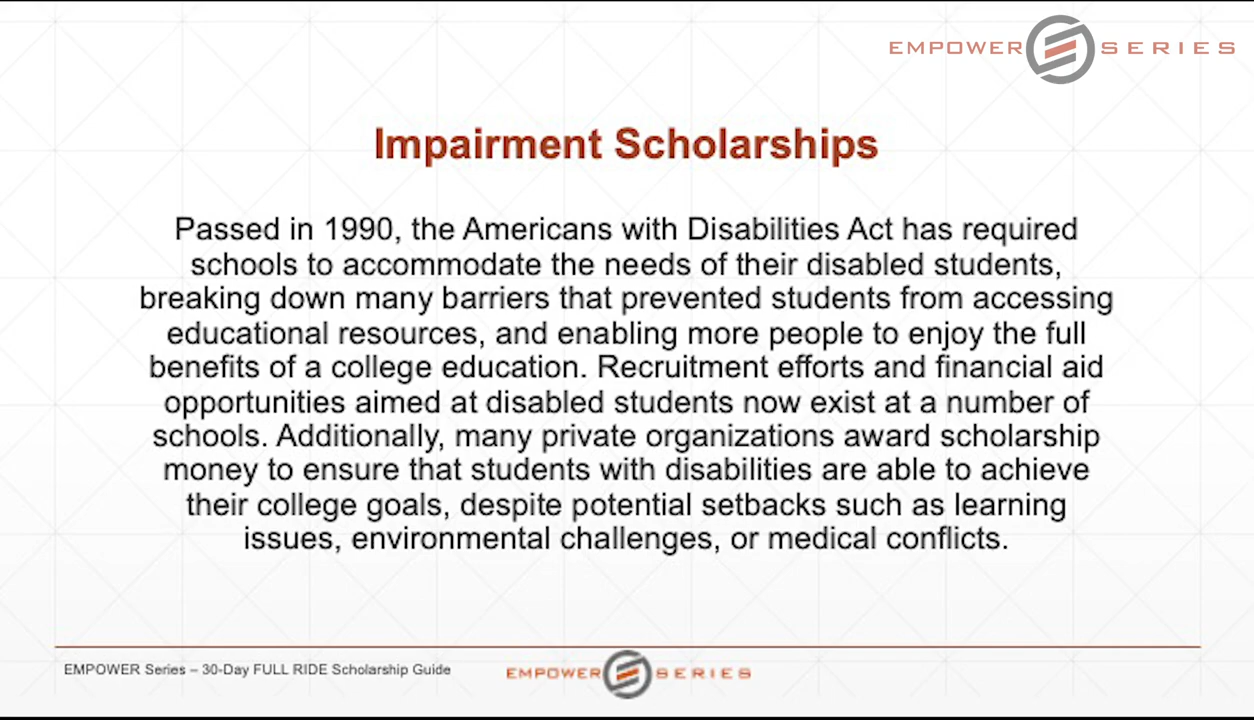 EMPOWER SERIES
Impairment Scholarships
Passed in 1990, the Americans with Disabilities Act has required
schools to accommodate the needs of their disabled students,
breaking down many barriers that prevented students from accessing
educational resources, and enabling more people to enjoy the full
benefits of a college education. Recruitment efforts and financial aid
opportunities aimed at disabled students now exist at a number of
schools. Additionally, many private organizations award scholarship
money to ensure that students with disabilities are able to achieve
their college goals, despite potential setbacks such as learning
issues, environmental challenges, or medical conflicts.
EMPOWER Series – 30-Day FULL RIDE Scholarship Guide
EMPOWER SERIES